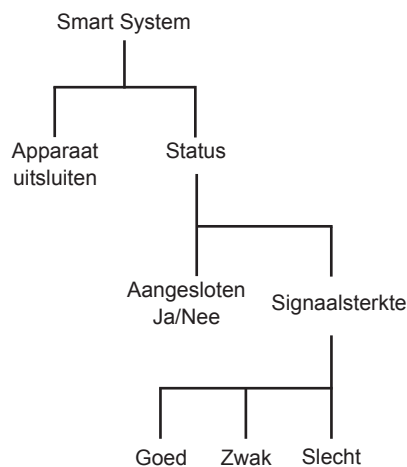 Smart System
Apparaat
uitsluiten
Status
Aangesloten
Ja/Nee
Signaalsterkte
Goed
Zwak
Slecht